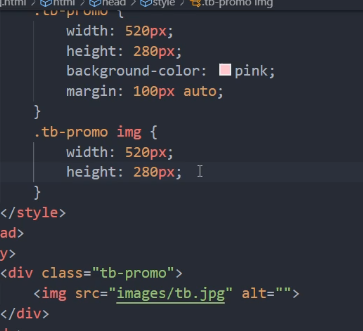 .html > html > head > style > .tb-promo img
.tb-promo {
width: 520px;
height: 280px;
background-color: pink;
margin: 100px auto;
}
.tb-promo img {
width: 520px;
height: 280px;
}
</style>
ad>
y>
<div class="tb-promo">
<img src="images/tb.jpg" alt="">
</div>